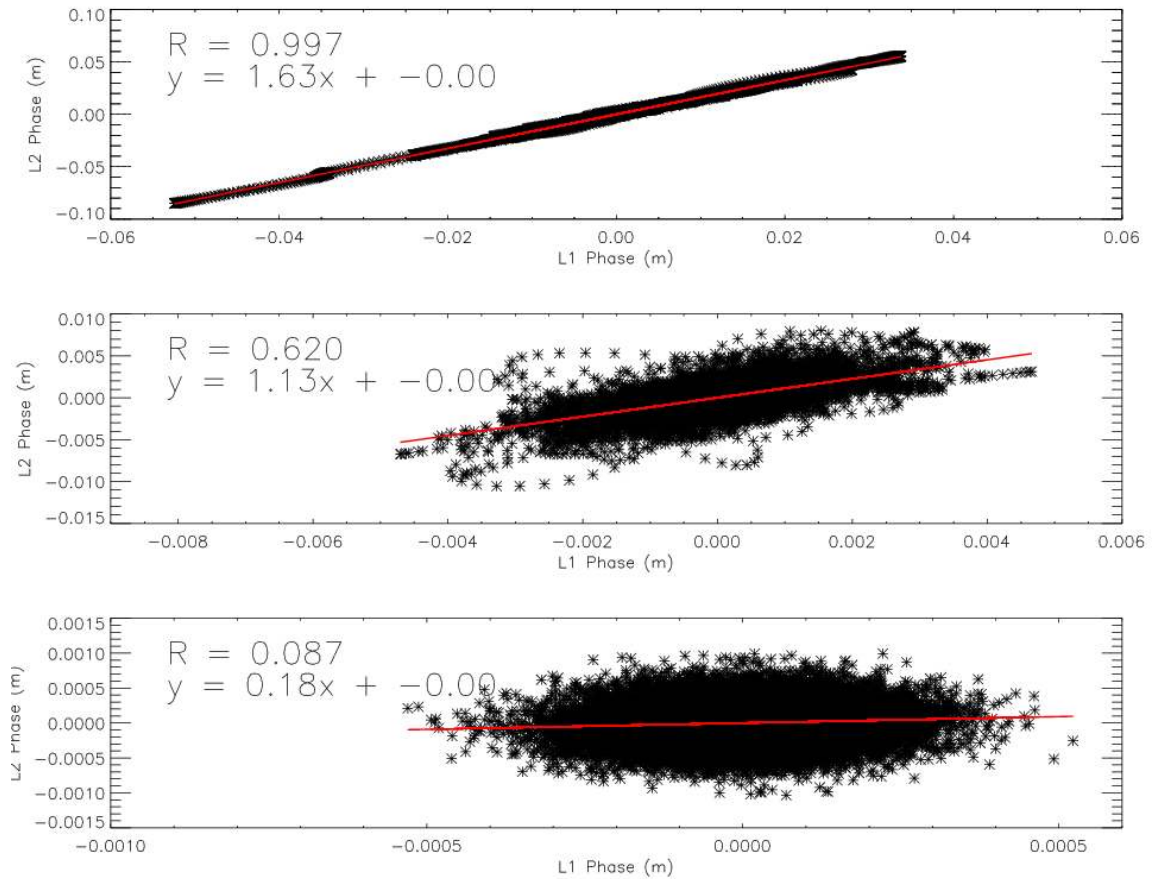 0.10
0.05
0.00
−0.05
−0.10
L2 Phase (m)
R = 0.997
y = 1.63x + −0.00
−0.06 −0.04 −0.02 0.00 0.02 0.04 0.06
L1 Phase (m)
0.010
0.005
0.000
−0.005
−0.010
−0.015
L2 Phase (m)
R = 0.620
y = 1.13x + −0.00
−0.008 −0.006 −0.004 −0.002 0.000 0.002 0.004 0.006
L1 Phase (m)
0.0015
0.0010
0.0005
0.0000
−0.0005
−0.0010
−0.0015
L2 Phase (m)
R = 0.087
y = 0.18x + −0.00
−0.0010 −0.0005 0.0000 0.0005
L1 Phase (m)